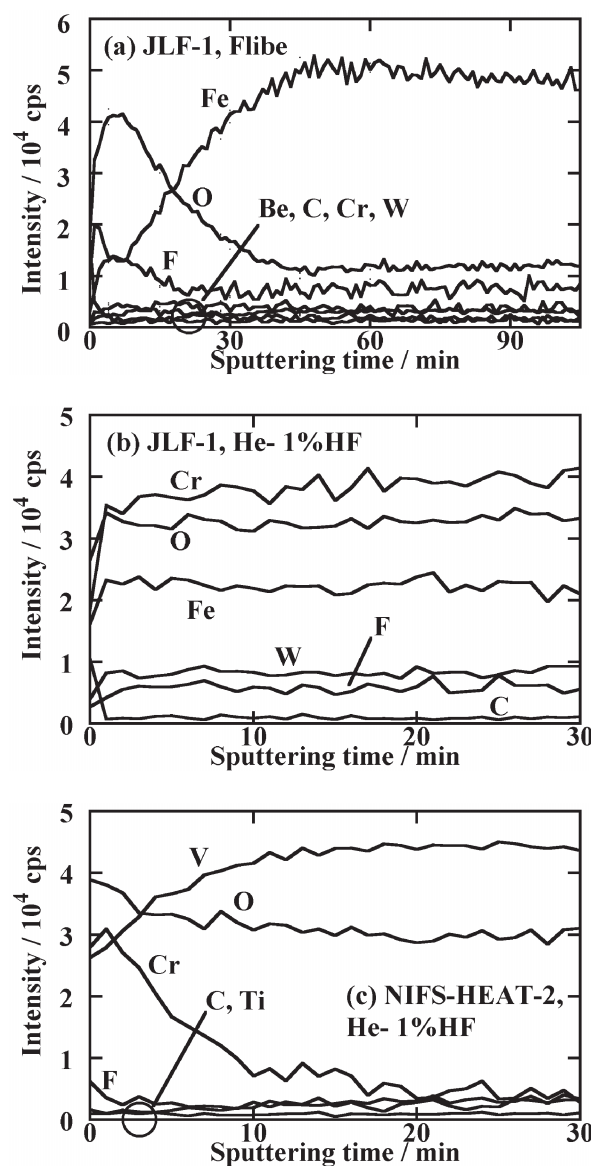 6
(a) JLF-1, Flibe
5
Fe
4
3
O
Be, C, Cr, W
2
F
1
0
0 30 60 90
Intensity / 10⁴ cps
Sputtering time / min
5
(b) JLF-1, He- 1%HF
4
Cr
3
O
2
Fe
F
W
1
C
0
0 10 20 30
Intensity / 10⁴ cps
Sputtering time / min
5
V
4
O
3
Cr
C, Ti
(c) NIFS-HEAT-2,
He- 1%HF
2
1
F
0
0 10 20 30
Intensity / 10⁴ cps
Sputtering time / min